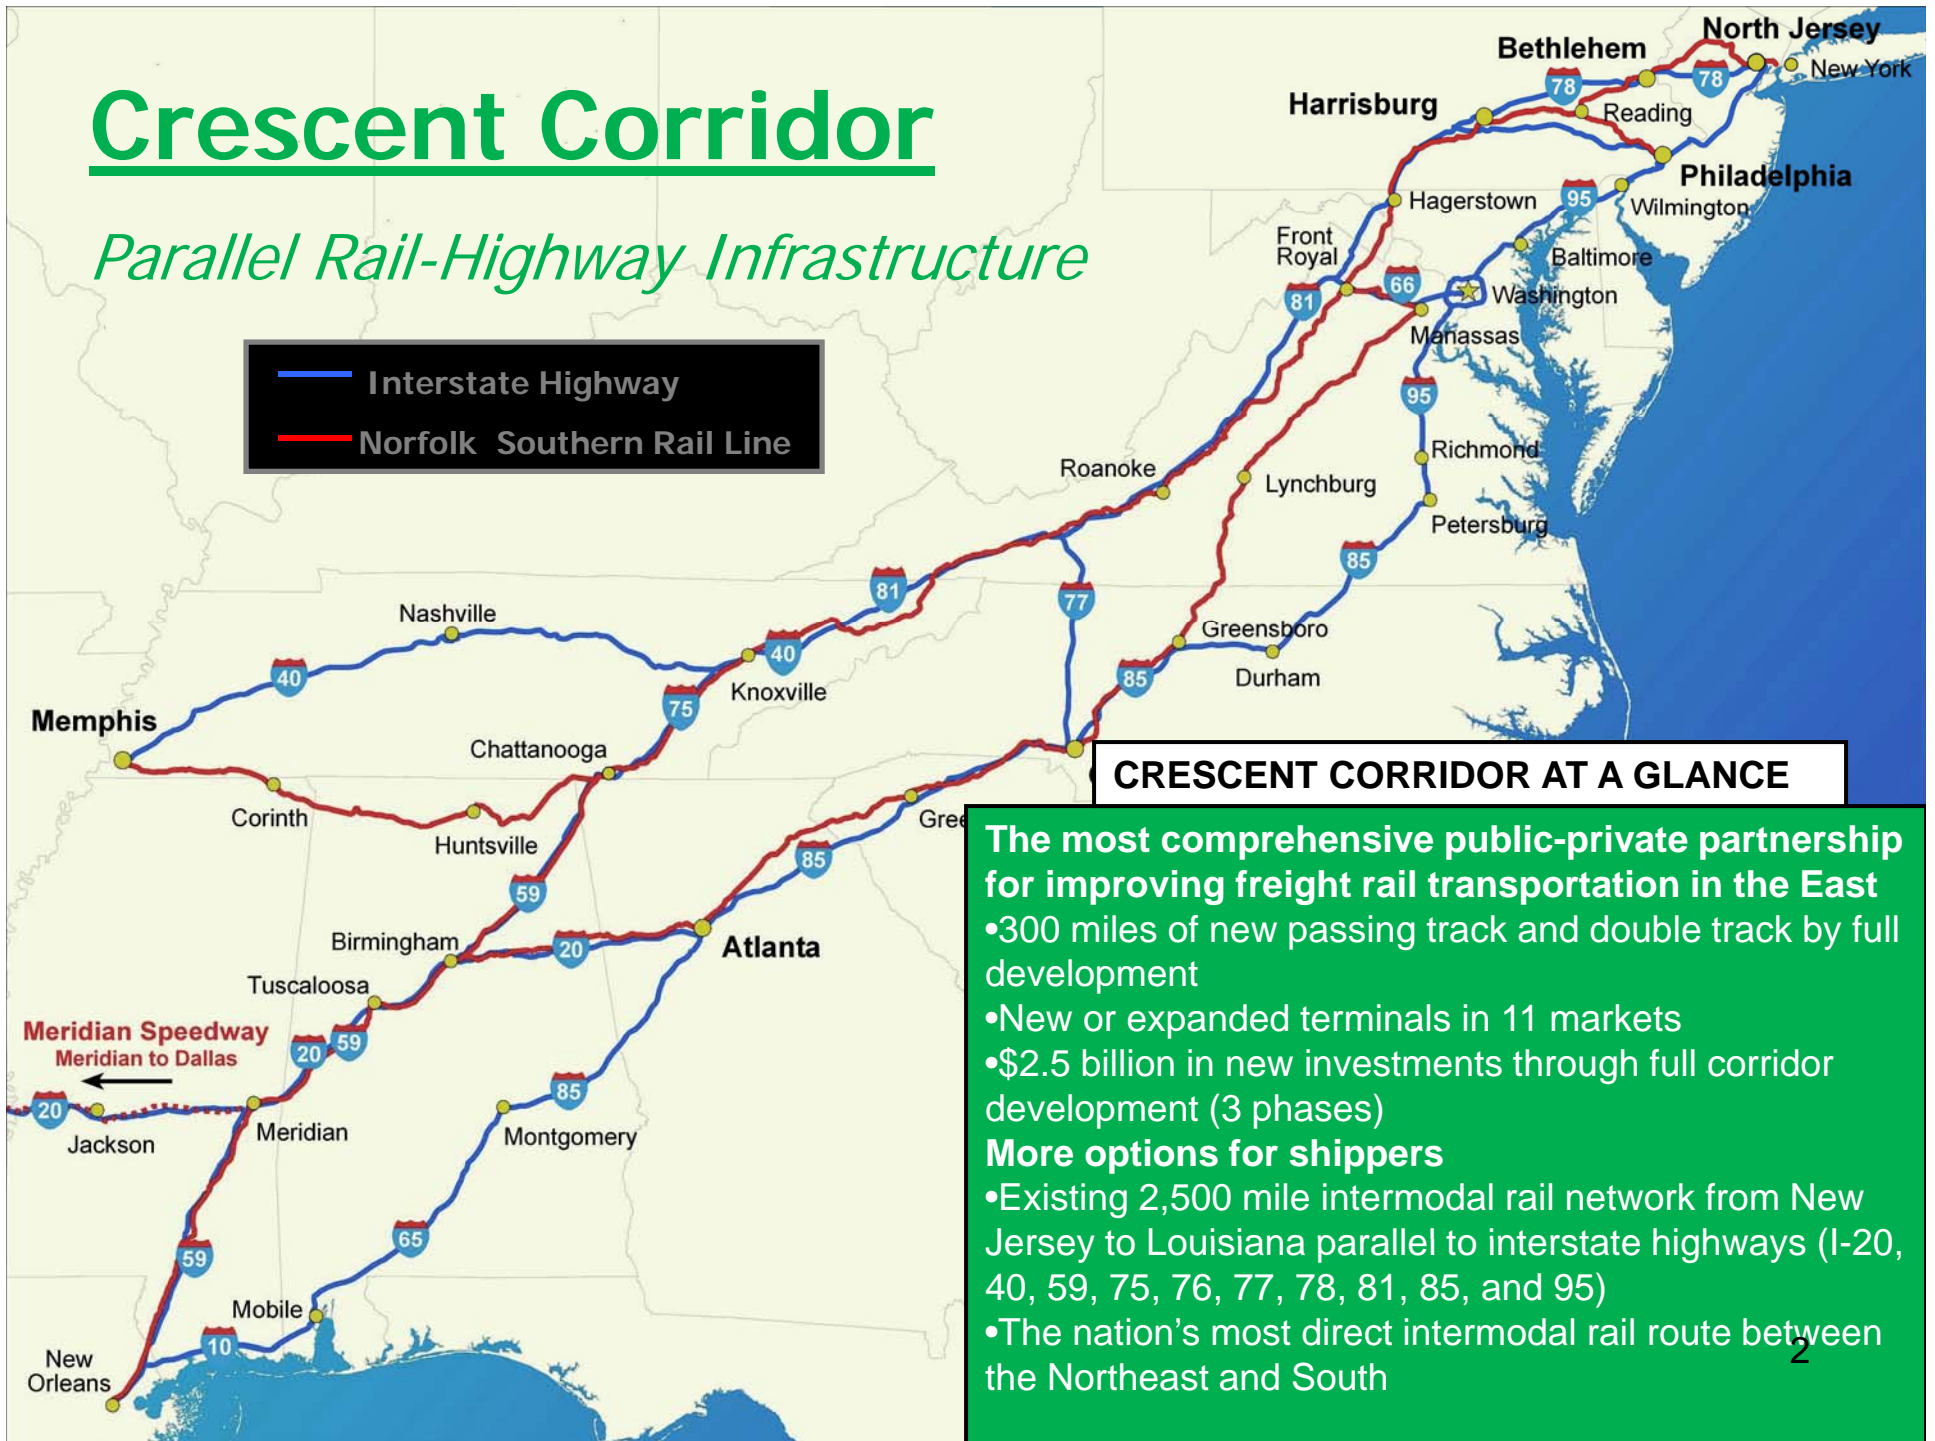 Crescent Corridor
Parallel Rail-Highway Infrastructure
Interstate Highway
Norfolk  Southern Rail Line
North Jersey
Bethlehem
New York
78
78
Harrisburg
Reading
Philadelphia
95
Wilmington
Hagerstown
Front
Royal
Baltimore
66
81
Washington
Manassas
95
Richmond
Roanoke
Lynchburg
Petersburg
85
81
77
Nashville
Greensboro
40
40
Durham
85
Knoxville
75
Memphis
Chattanooga
Corinth
Huntsville
85
59
Birmingham
20
Atlanta
Tuscaloosa
Meridian Speedway
Meridian to Dallas
20
59
85
20
Jackson
Meridian
Montgomery
65
59
Mobile
10
New
Orleans
CRESCENT CORRIDOR AT A GLANCE
The most comprehensive public-private partnership
for improving freight rail transportation in the East
•300 miles of new passing track and double track by full
development
•New or expanded terminals in 11 markets
•$2.5 billion in new investments through full corridor
development (3 phases)
More options for shippers
•Existing 2,500 mile intermodal rail network from New
Jersey to Louisiana parallel to interstate highways (I-20,
40, 59, 75, 76, 77, 78, 81, 85, and 95)
•The nation’s most direct intermodal rail route between
the Northeast and South
2